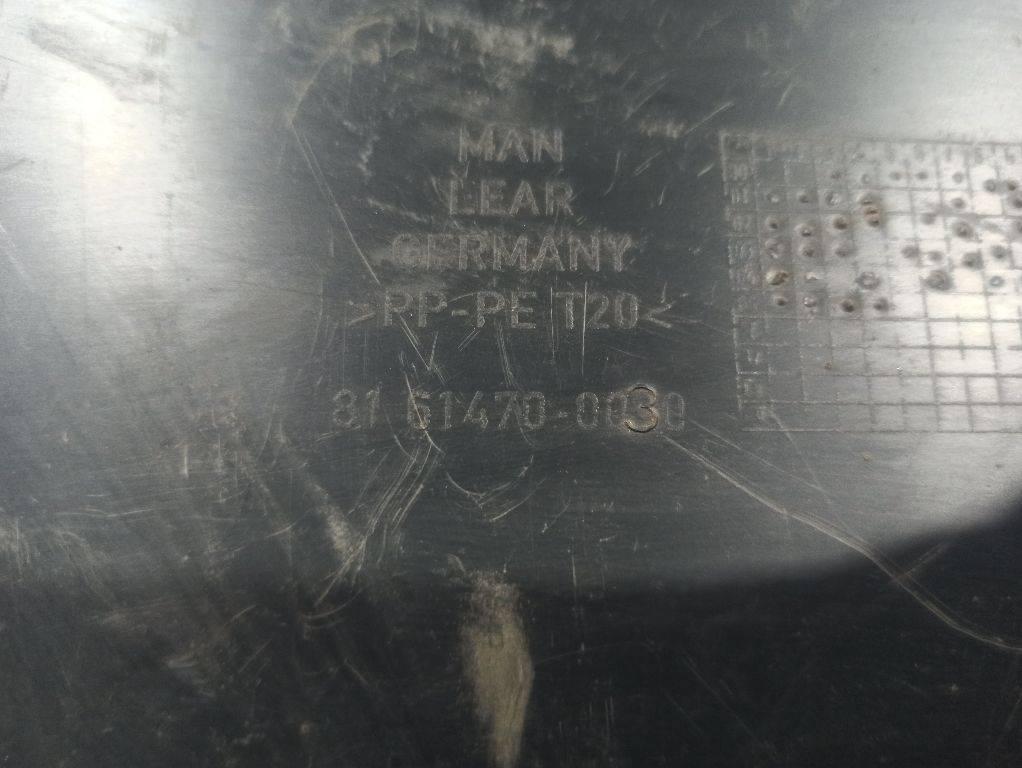 MAN
LEAR
GERMANY
>PP-PE T20<
81 61470-0030